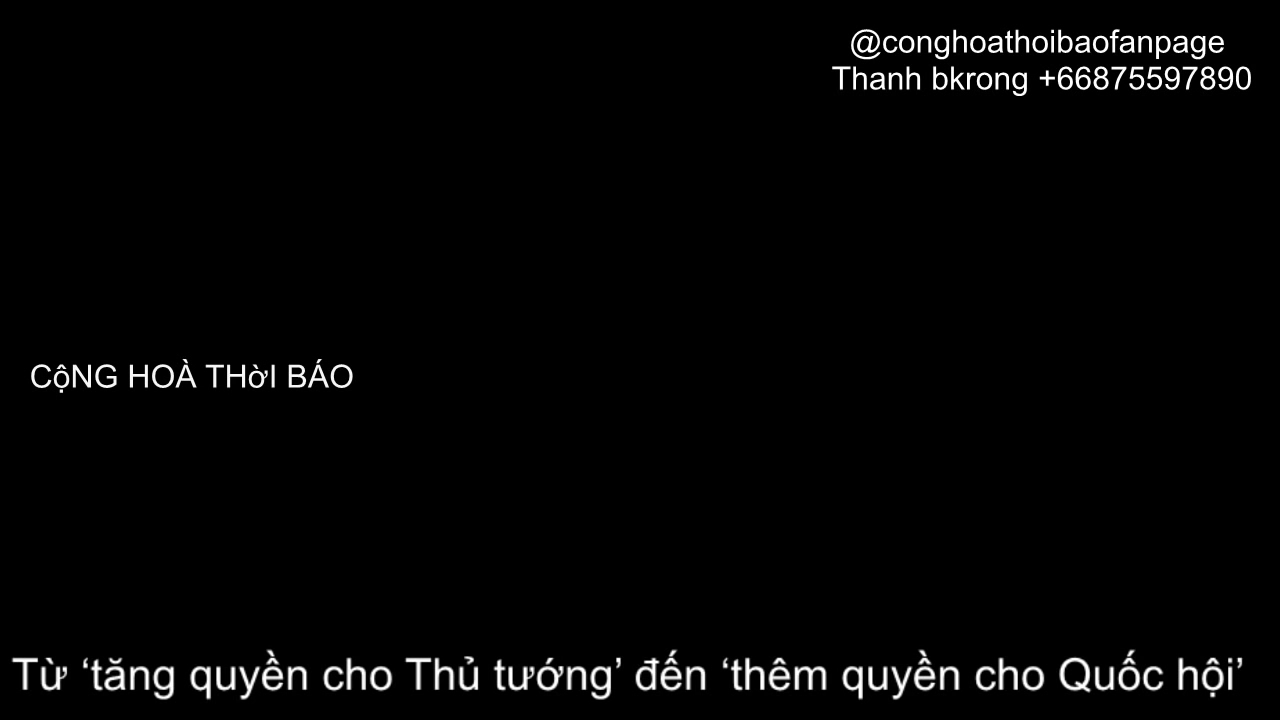 @conghoathoibaofanpage
Thanh bkrong +66875597890
CộNG HOÀ THờI BÁO
Từ ‘tăng quyền cho Thủ tướng’ đến ‘thêm quyền cho Quốc hội’